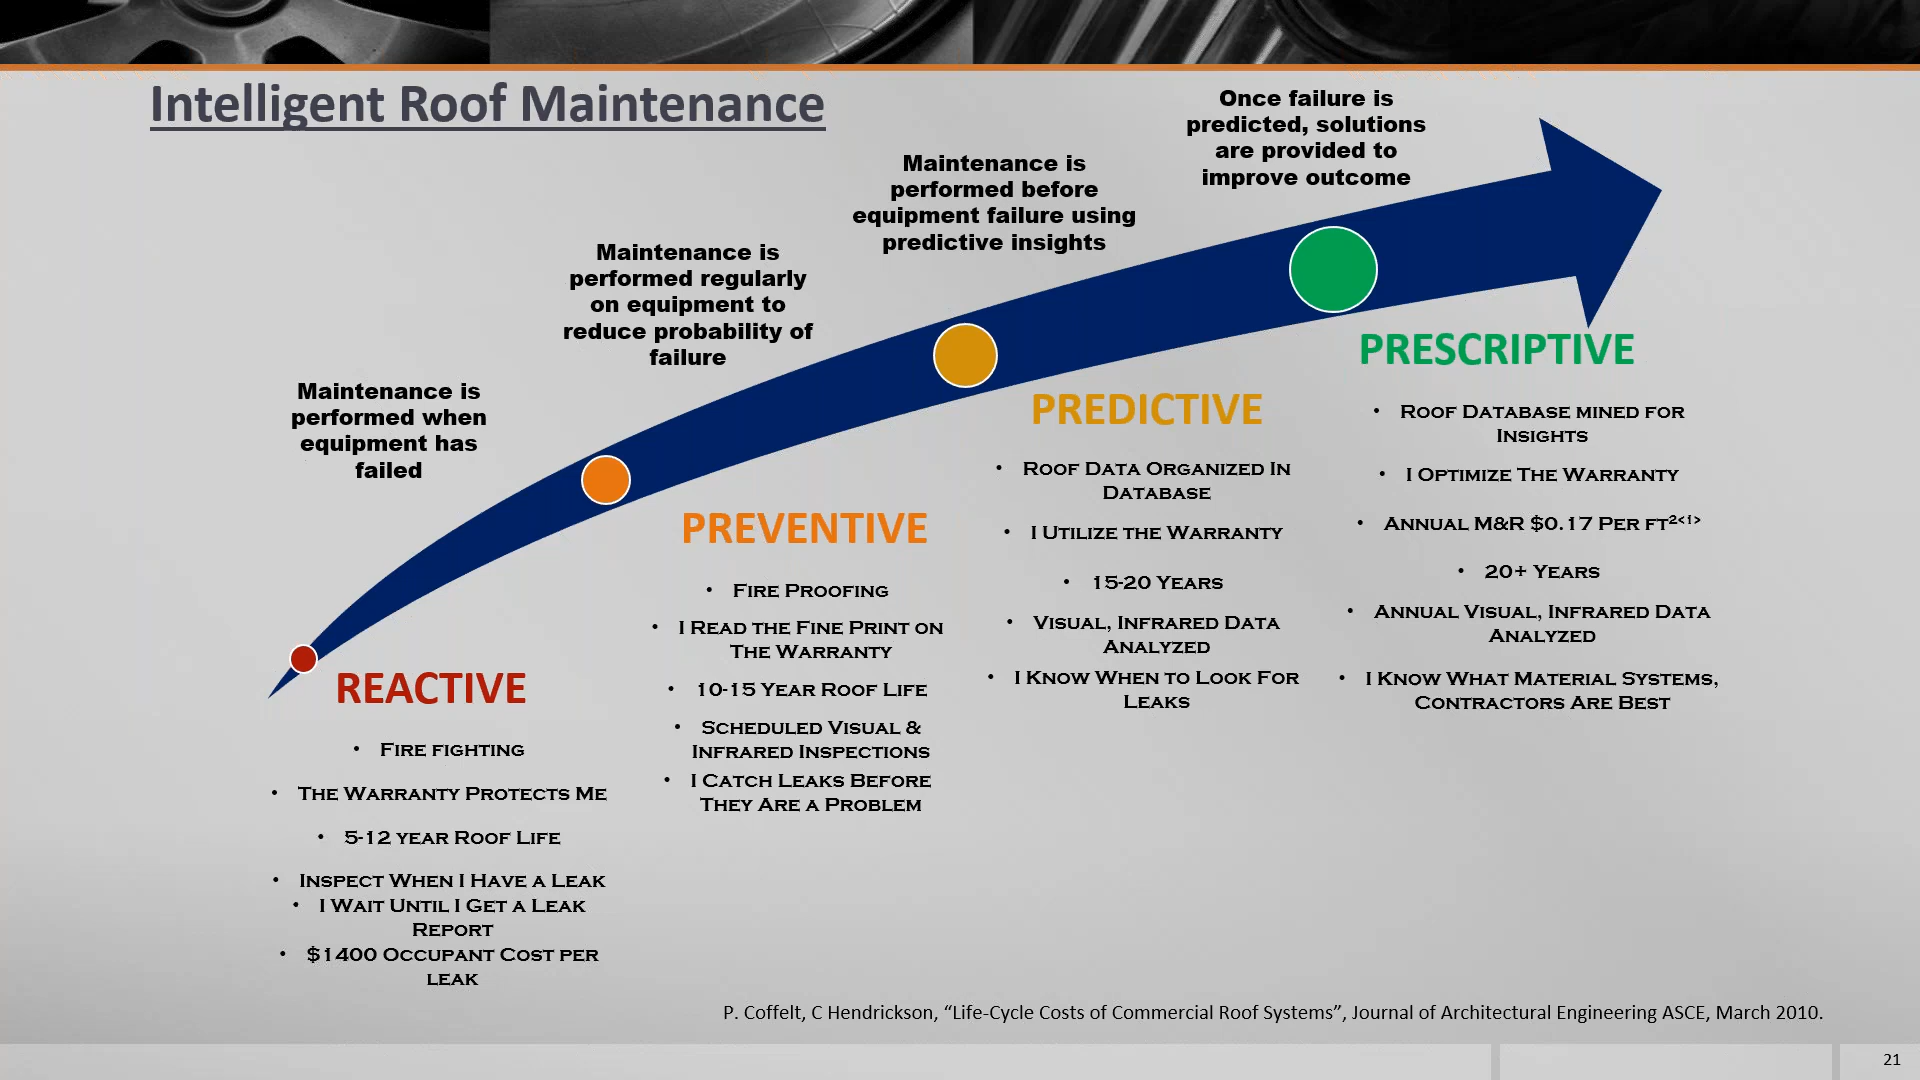 Intelligent Roof Maintenance
Maintenance is
performed when
equipment has
failed
Maintenance is
performed regularly
on equipment to
reduce probability of
failure
Maintenance is
performed before
equipment failure using
predictive insights
Once failure is
predicted, solutions
are provided to
improve outcome
REACTIVE
• Fire fighting
• The Warranty Protects Me
• 5-12 year Roof Life
• Inspect When I Have a Leak
• I Wait Until I Get a Leak
Report
• $1400 Occupant Cost per
leak
PREVENTIVE
• Fire Proofing
• I Read the Fine Print on
The Warranty
• 10-15 Year Roof Life
• Scheduled Visual &
Infrared Inspections
• I Catch Leaks Before
They Are a Problem
PREDICTIVE
• Roof Data Organized In
Database
• I Utilize the Warranty
• 15-20 Years
• Visual, Infrared Data
Analyzed
• I Know When to Look For
Leaks
PRESCRIPTIVE
• Roof Database mined for
Insights
• I Optimize The Warranty
• Annual M&R $0.17 Per ft²<¹>
• 20+ Years
• Annual Visual, Infrared Data
Analyzed
• I Know What Material Systems,
Contractors Are Best
P. Coffelt, C Hendrickson, “Life-Cycle Costs of Commercial Roof Systems”, Journal of Architectural Engineering ASCE, March 2010.
21